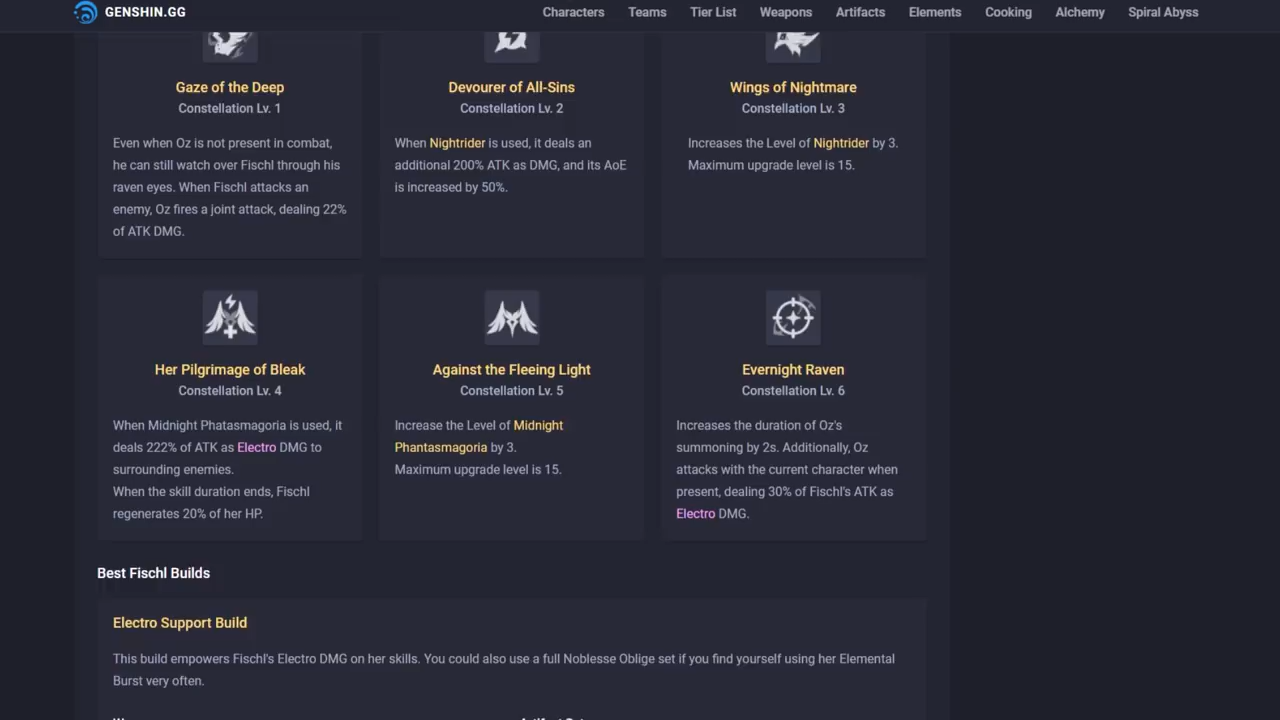 GENSHIN.GG
Characters
Teams
Tier List
Weapons
Artifacts
Elements
Cooking
Alchemy
Spiral Abyss
Gaze of the Deep
Constellation Lv. 1
Even when Oz is not present in combat,
he can still watch over Fischl through his
raven eyes. When Fischl attacks an
enemy, Oz fires a joint attack, dealing 22%
of ATK DMG.
Devourer of All-Sins
Constellation Lv. 2
When Nightrider is used, it deals an
additional 200% ATK as DMG, and its AoE
is increased by 50%.
Wings of Nightmare
Constellation Lv. 3
Increases the Level of Nightrider by 3.
Maximum upgrade level is 15.
Her Pilgrimage of Bleak
Constellation Lv. 4
When Midnight Phatasmagoria is used, it
deals 222% of ATK as Electro DMG to
surrounding enemies.
When the skill duration ends, Fischl
regenerates 20% of her HP.
Against the Fleeing Light
Constellation Lv. 5
Increase the Level of Midnight
Phantasmagoria by 3.
Maximum upgrade level is 15.
Evernight Raven
Constellation Lv. 6
Increases the duration of Oz's
summoning by 2s. Additionally, Oz
attacks with the current character when
present, dealing 30% of Fischl's ATK as
Electro DMG.
Best Fischl Builds
Electro Support Build
This build empowers Fischl's Electro DMG on her skills. You could also use a full Noblesse Oblige set if you find yourself using her Elemental
Burst very often.